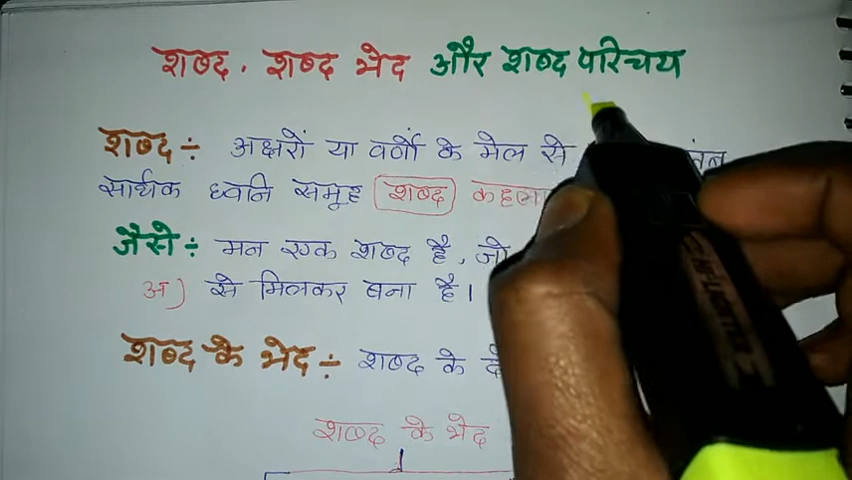 शब्द, शब्द भेद और शब्द परिचय
शब्द ÷ अक्षरों या वर्णों के मेल से
सार्थक ध्वनि समूह शब्द
जैसे ÷ मन एक शब्द है, जो
अ) से मिलकर बना है।
शब्द के भेद ÷ शब्द के
शब्द के भेद